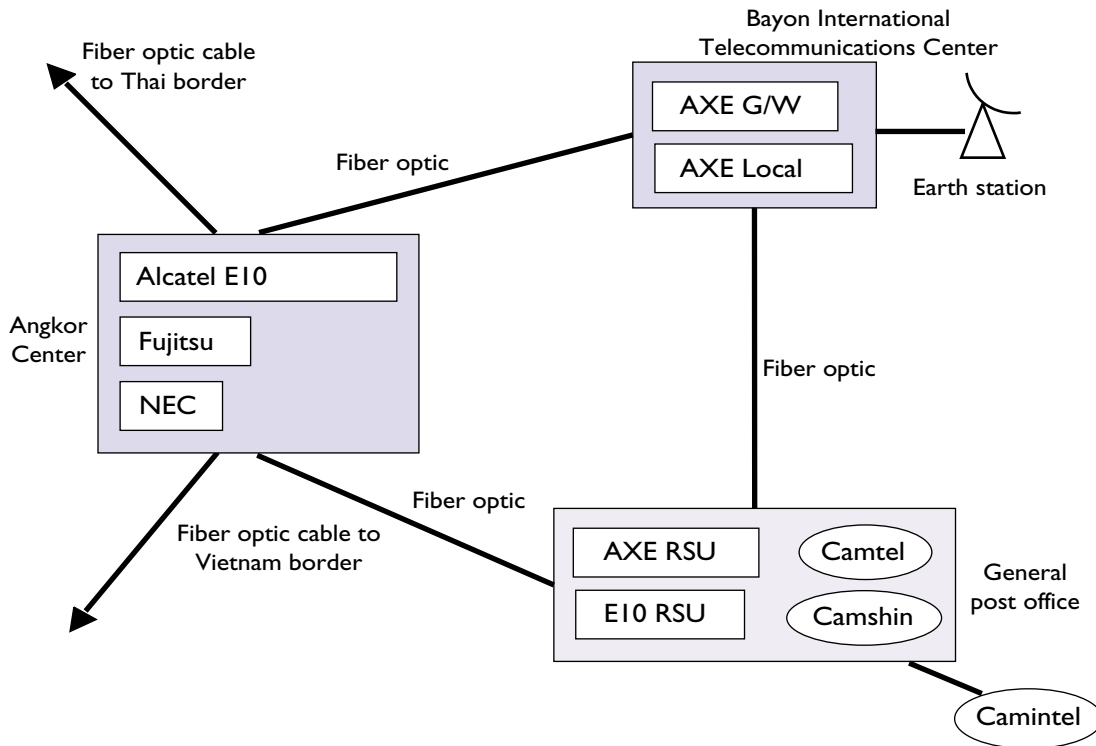 Bayon International
Telecommunications Center
Fiber optic cable
to Thai border
AXE G/W
AXE Local
Earth station
Fiber optic
Alcatel E10
Fujitsu
NEC
Angkor
Center
Fiber optic
Fiber optic
Fiber optic cable to
Vietnam border
AXE RSU
E10 RSU
Camtel
Camshin
General
post office
Camintel